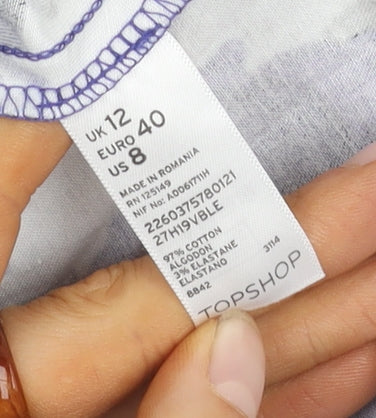 UK 12
EURO 40
US 8
MADE IN ROMANIA
RN 125149
NIF No: A0061711H
226037578O121
27H19VBLE
97% COTTON
ALGODON
3% ELASTANE
ELASTANO
8842
3114
TOPSHOP